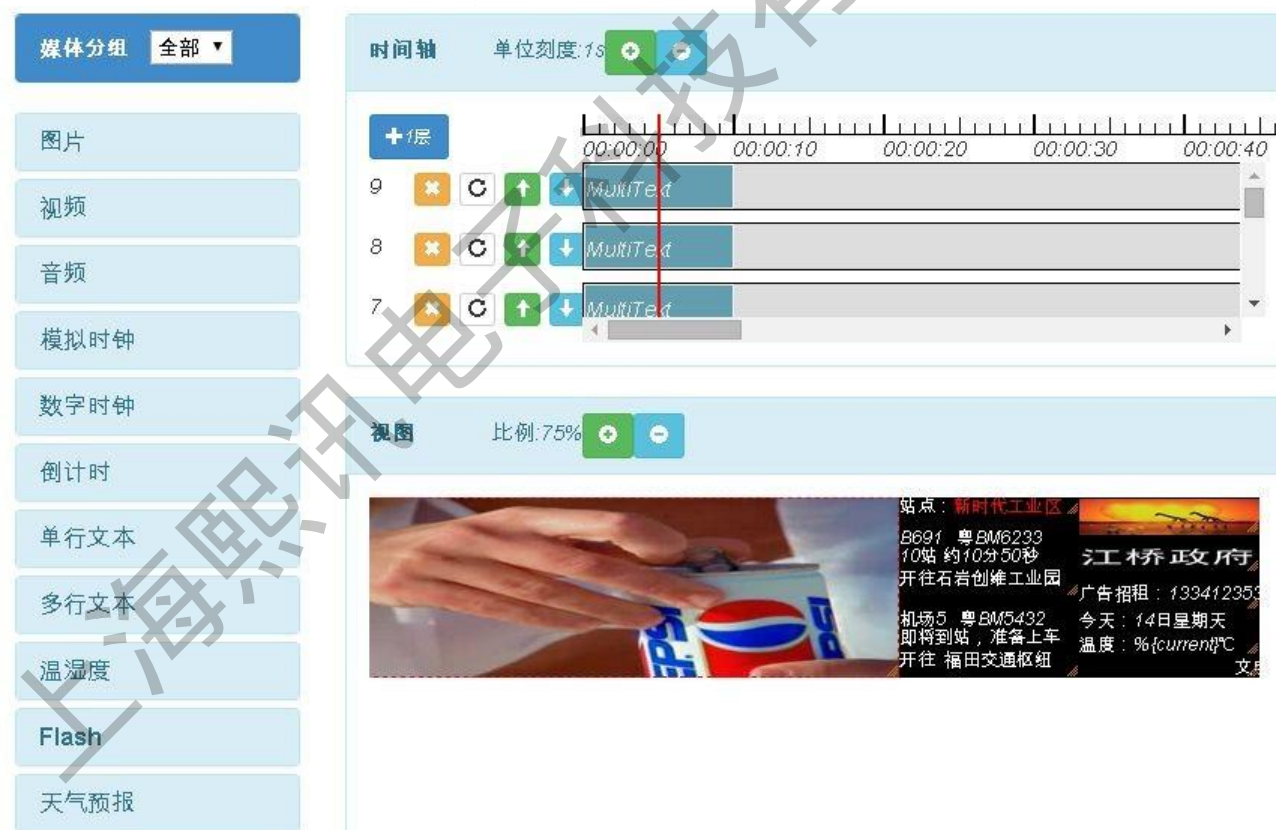 媒体分组 全部
图片
视频
音频
模拟时钟
数字时钟
倒计时
单行文本
多行文本
温湿度
Flash
天气预报
时间轴 单位刻度:1s
1层
00:00:00 00:00:10 00:00:20 00:00:30 00:00:40
9 MultiText
8 MultiText
7 MultiText
视图 比例:75%
PEPSI
EPSI
站点：新时代工业区
B691 粤BM6233
10站 约10分50秒
开往石岩创维工业园
机场5 粤BM5432
即将到站，准备上车
开往 福田交通枢纽
江桥政府
广告招租：133412353
今天：14日星期天
温度：%{current}℃
上海熙讯电子科技有